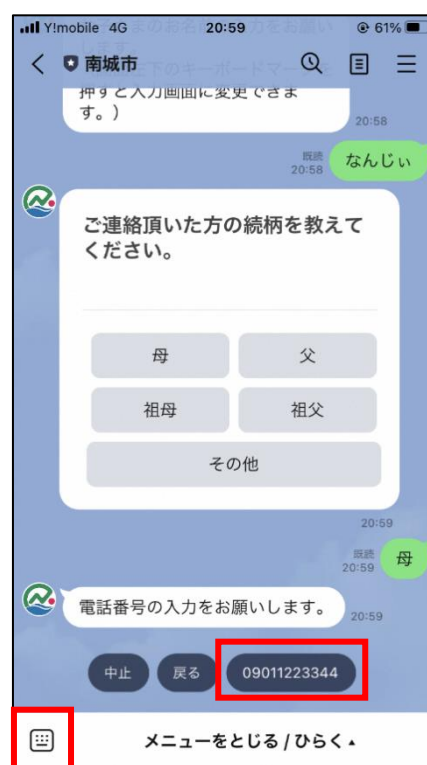 Y!mobile 4G 20:59 61%
南城市
押すと入力画面に変更できま
す。)
20:58
既読
20:58
なんじぃ
ご連絡頂いた方の続柄を教えて
ください。
母 父
祖母 祖父
その他
20:59
既読
20:59
母
電話番号の入力をお願いします。
20:59
中止 戻る 09011223344
メニューをとじる / ひらく▲